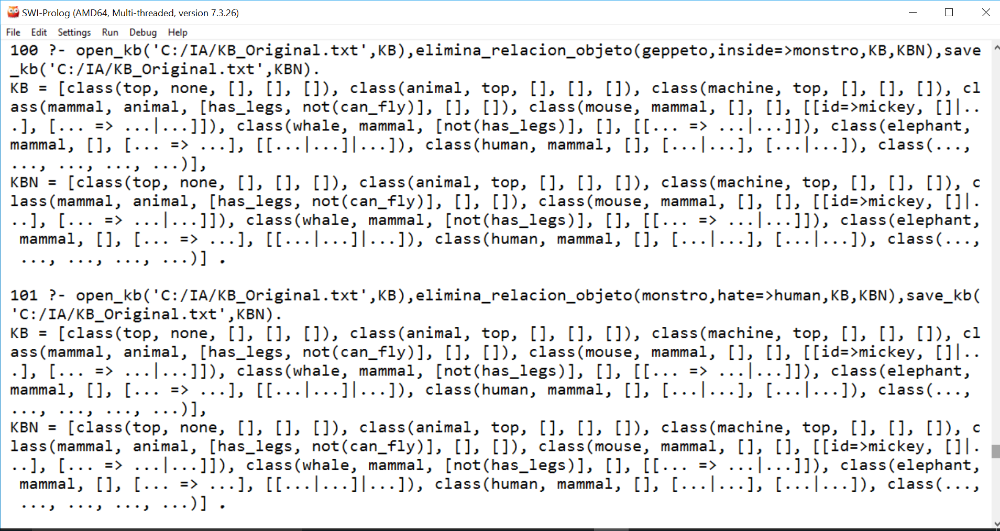 SWI-Prolog (AMD64, Multi-threaded, version 7.3.26)
File Edit Settings Run Debug Help
100 ?- open_kb('C:/IA/KB_Original.txt',KB),elimina_relacion_objeto(geppeto,inside=>monstro,KB,KBN),save
_kb('C:/IA/KB_Original.txt',KBN).
KB = [class(top, none, [], [], []), class(animal, top, [], [], []), class(machine, top, [], [], []), cl
ass(mammal, animal, [has_legs, not(can_fly)], [], []), class(mouse, mammal, [], [], [[id=>mickey, []|..
.], [... => ...|...]]), class(whale, mammal, [not(has_legs)], [], [[... => ...|...]]), class(elephant,
mammal, [], [... => ...], [[...|...]|...]), class(human, mammal, [], [...|...], [...|...]), class(...,
..., ..., ..., ...)],
KBN = [class(top, none, [], [], []), class(animal, top, [], [], []), class(machine, top, [], [], []), c
lass(mammal, animal, [has_legs, not(can_fly)], [], []), class(mouse, mammal, [], [], [[id=>mickey, []|.
..], [... => ...|...]]), class(whale, mammal, [not(has_legs)], [], [[... => ...|...]]), class(elephant,
 mammal, [], [... => ...], [[...|...]|...]), class(human, mammal, [], [...|...], [...|...]), class(...,
 ..., ..., ..., ...)] .
101 ?- open_kb('C:/IA/KB_Original.txt',KB),elimina_relacion_objeto(monstro,hate=>human,KB,KBN),save_kb(
'C:/IA/KB_Original.txt',KBN).
KB = [class(top, none, [], [], []), class(animal, top, [], [], []), class(machine, top, [], [], []), cl
ass(mammal, animal, [has_legs, not(can_fly)], [], []), class(mouse, mammal, [], [], [[id=>mickey, []|..
.], [... => ...|...]]), class(whale, mammal, [not(has_legs)], [], [[... => ...|...]]), class(elephant,
mammal, [], [... => ...], [[...|...]|...]), class(human, mammal, [], [...|...], [...|...]), class(...,
..., ..., ..., ...)],
KBN = [class(top, none, [], [], []), class(animal, top, [], [], []), class(machine, top, [], [], []), c
lass(mammal, animal, [has_legs, not(can_fly)], [], []), class(mouse, mammal, [], [], [[id=>mickey, []|.
..], [... => ...|...]]), class(whale, mammal, [not(has_legs)], [], [[... => ...|...]]), class(elephant,
 mammal, [], [... => ...], [[...|...]|...]), class(human, mammal, [], [...|...], [...|...]), class(...,
 ..., ..., ..., ...)] .